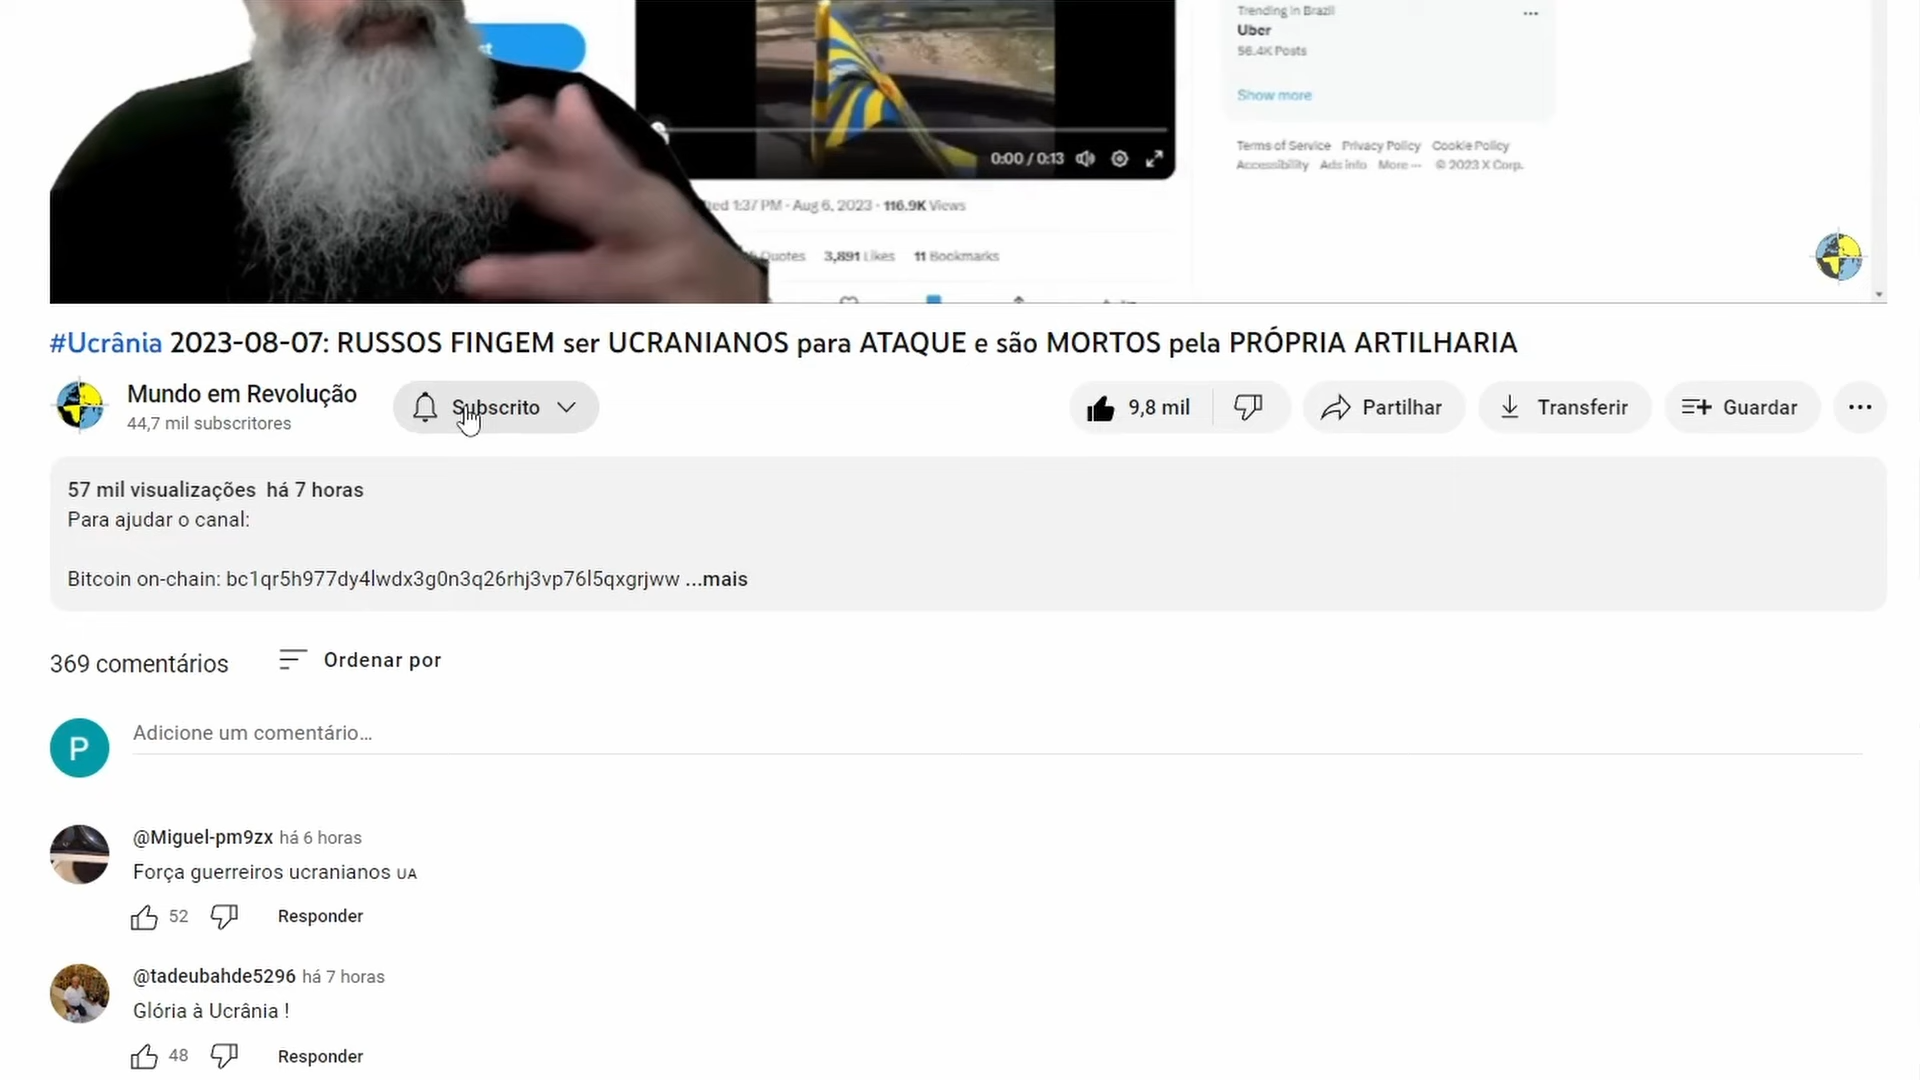 st
Trending in Brazil
Uber
56.4K Posts
Show more
0:00 / 0:13
1:37 PM · Aug 6, 2023 · 116.9K Views
Terms of Service Privacy Policy Cookie Policy
Accessibility Ads info More ··· © 2023 X Corp.
Quotes 3,891 Likes 11 Bookmarks
#Ucrânia 2023-08-07: RUSSOS FINGEM ser UCRANIANOS para ATAQUE e são MORTOS pela PRÓPRIA ARTILHARIA
Mundo em Revolução
44,7 mil subscritores
Subscrito
9,8 mil
Partilhar
Transferir
Guardar
57 mil visualizações há 7 horas
Para ajudar o canal:
Bitcoin on-chain: bc1qr5h977dy4lwdx3g0n3q26rhj3vp76l5qxgrjww ...mais
369 comentários
Ordenar por
P
Adicione um comentário...
@Miguel-pm9zx há 6 horas
Força guerreiros ucranianos UA
52
Responder
@tadeubahde5296 há 7 horas
Glória à Ucrânia !
48
Responder